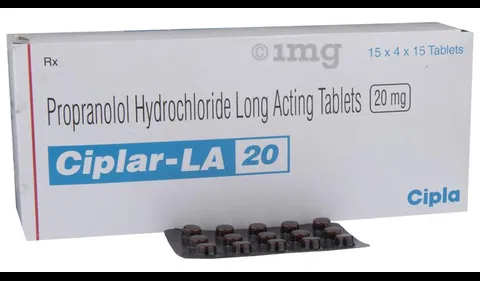 ©1mg
Rx
15 x 4 x 15 Tablets
Propranolol Hydrochloride Long Acting Tablets 20 mg
Ciplar-LA 20
Cipla